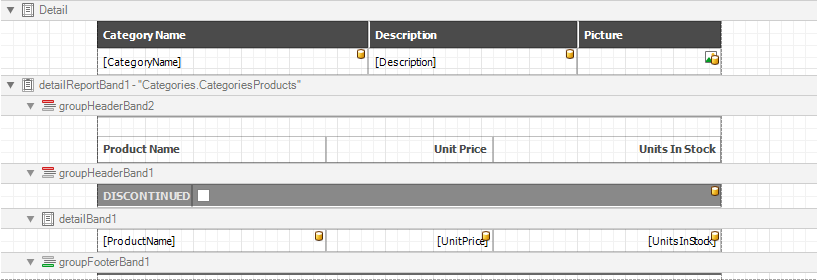 Detail
Category Name Description Picture
[CategoryName] [Description]
detailReportBand1 - "Categories.CategoriesProducts"
groupHeaderBand2
Product Name Unit Price Units In Stock
groupHeaderBand1
DISCONTINUED
detailBand1
[ProductName] [UnitPrice] [UnitsInStock]
groupFooterBand1